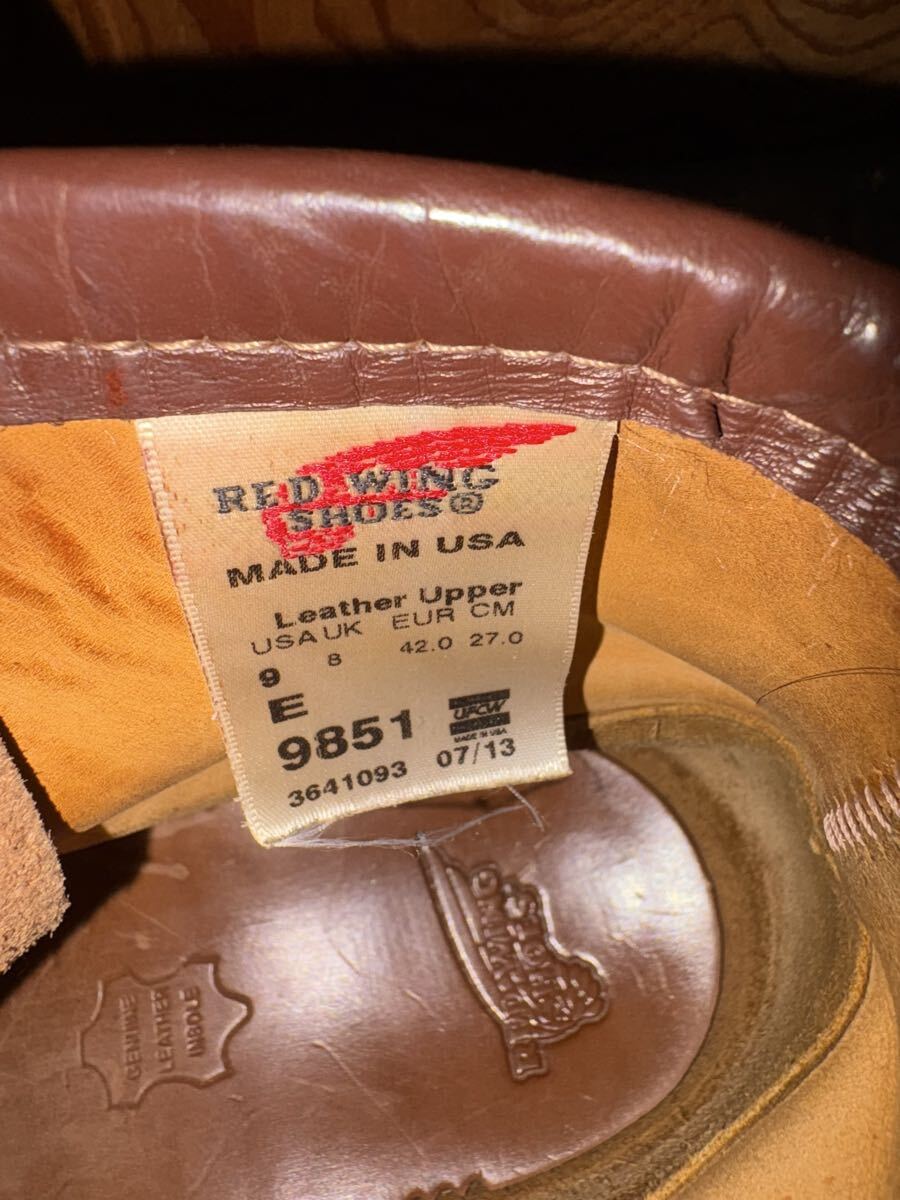 RED WING
SHOES®
MADE IN USA
Leather Upper
USA UK EUR CM
9 8 42.0 27.0
E
9851
UFCW
MADE IN USA
3641093 07/13
RED WING
SHOES
GENUINE
LEATHER
INSOLE